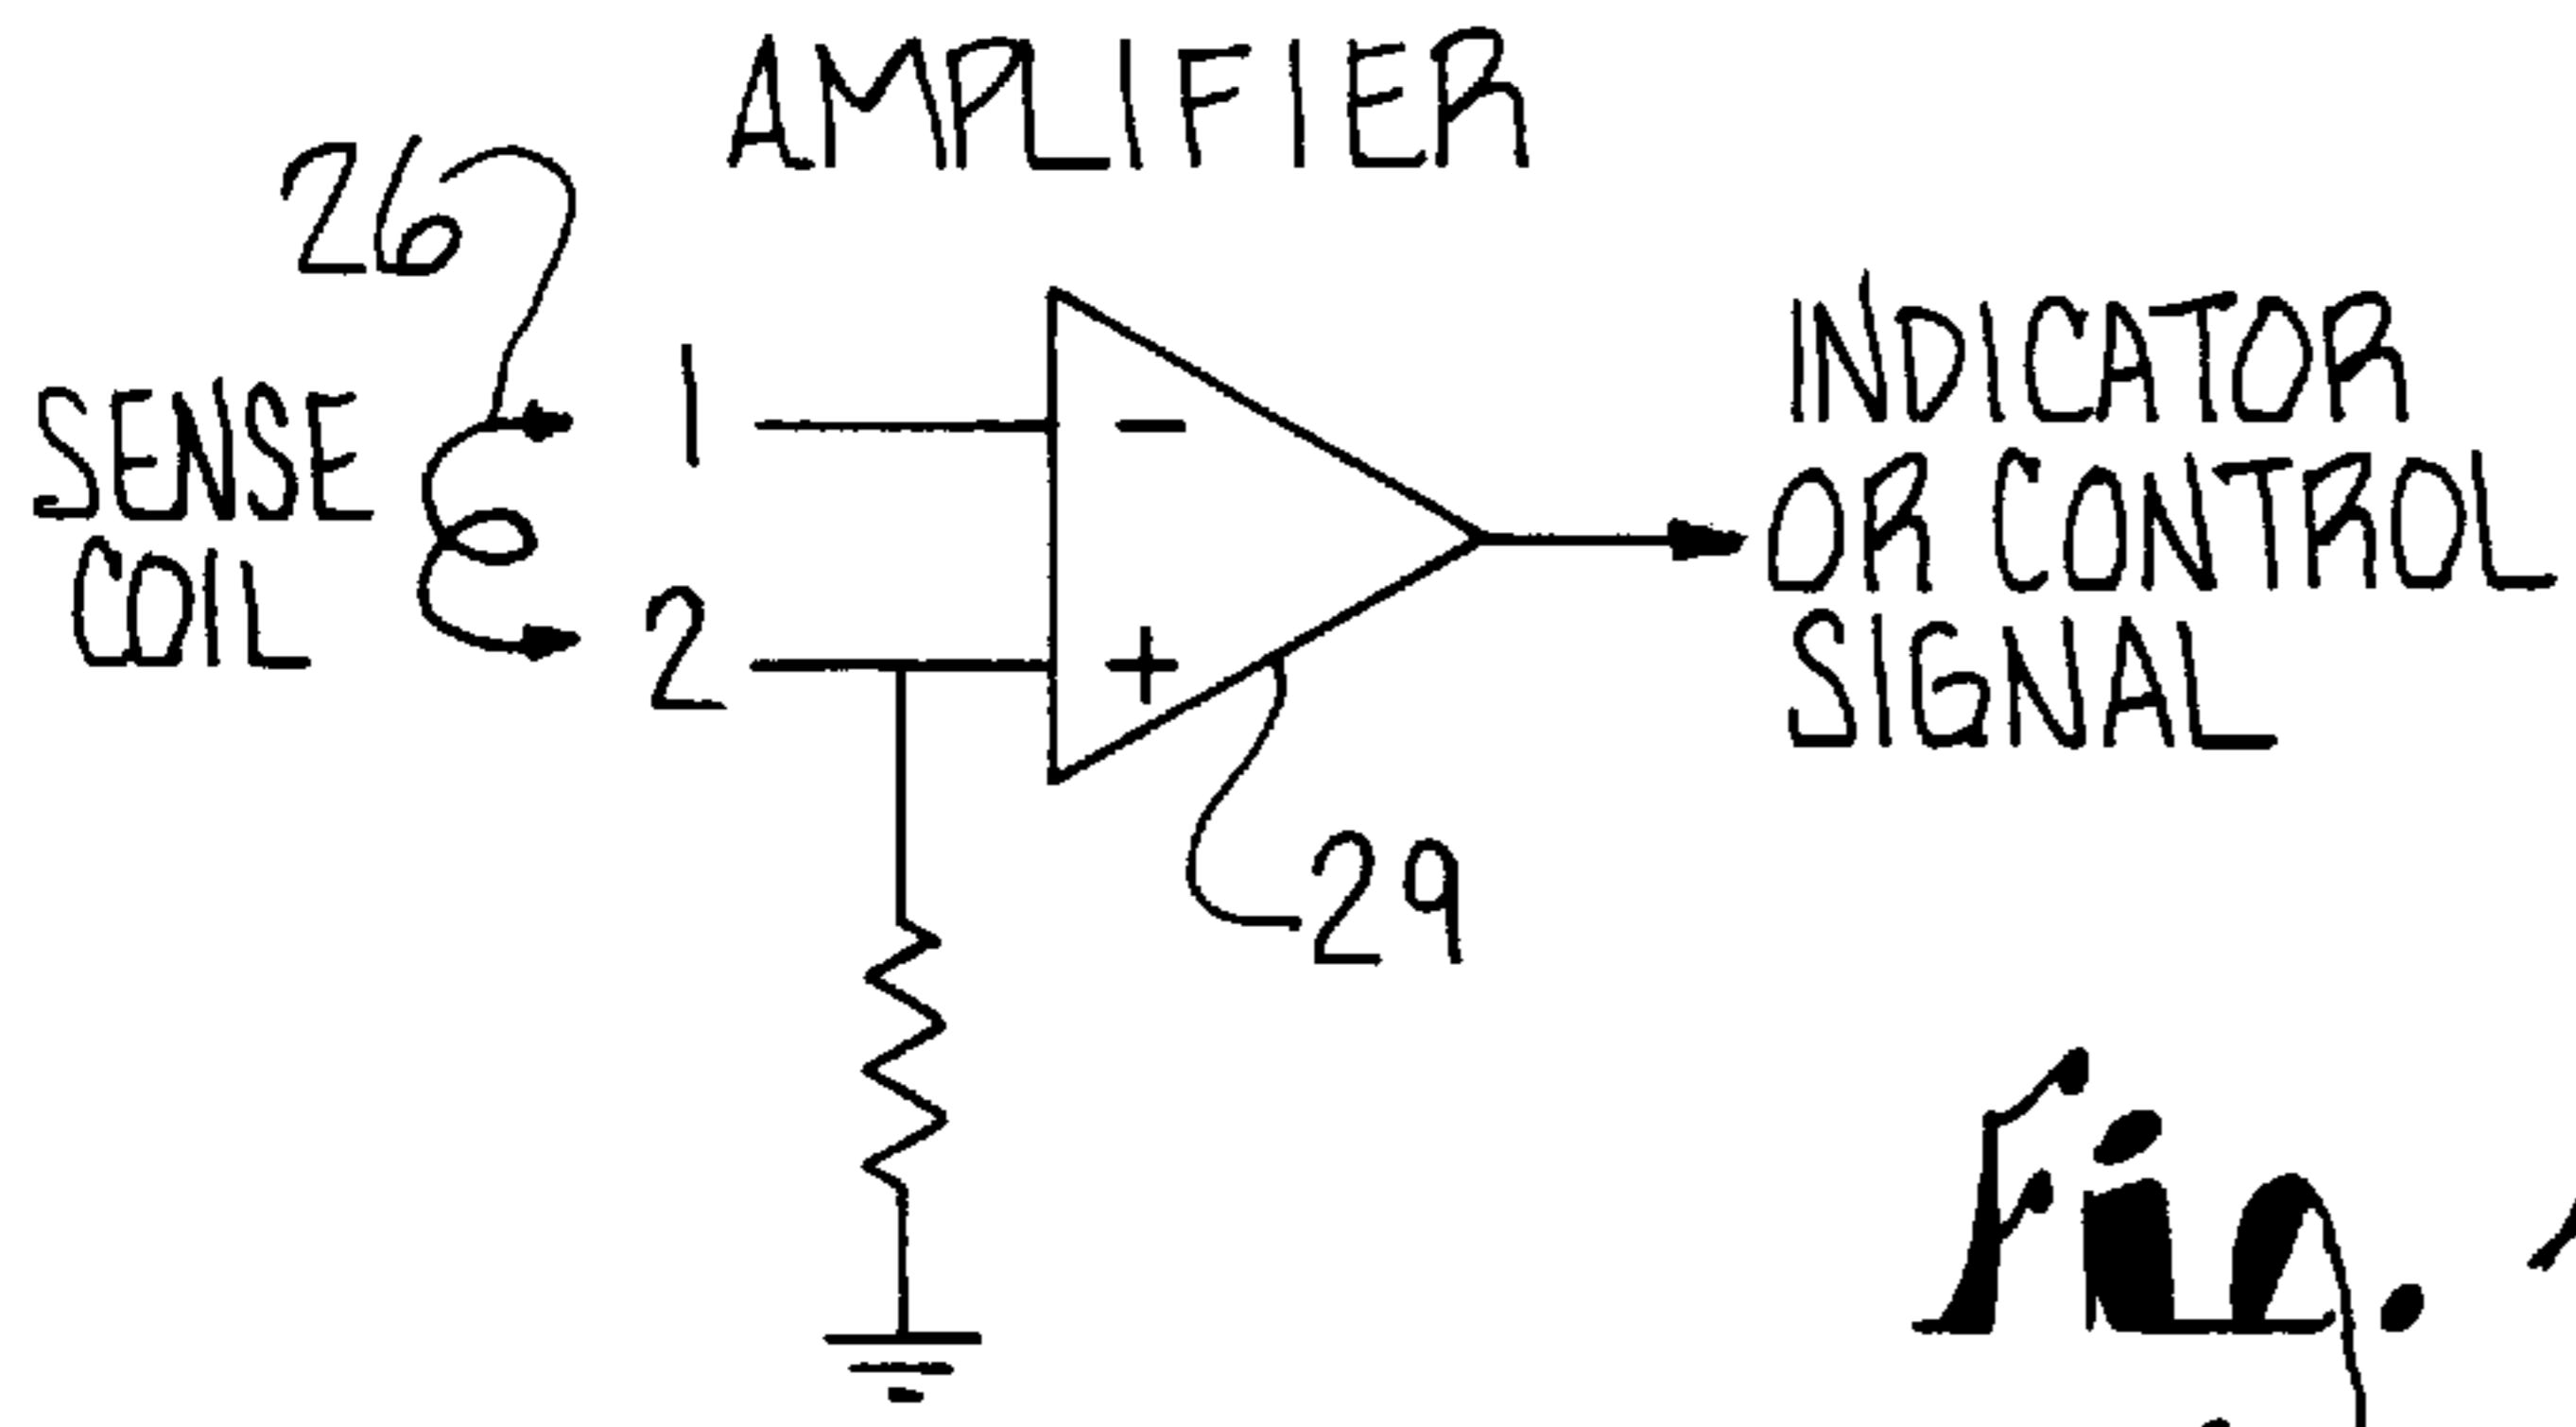 AMPLIFIER
26
SENSE
COIL
1
2
-
+
INDICATOR
OR CONTROL
SIGNAL
29
Fig.